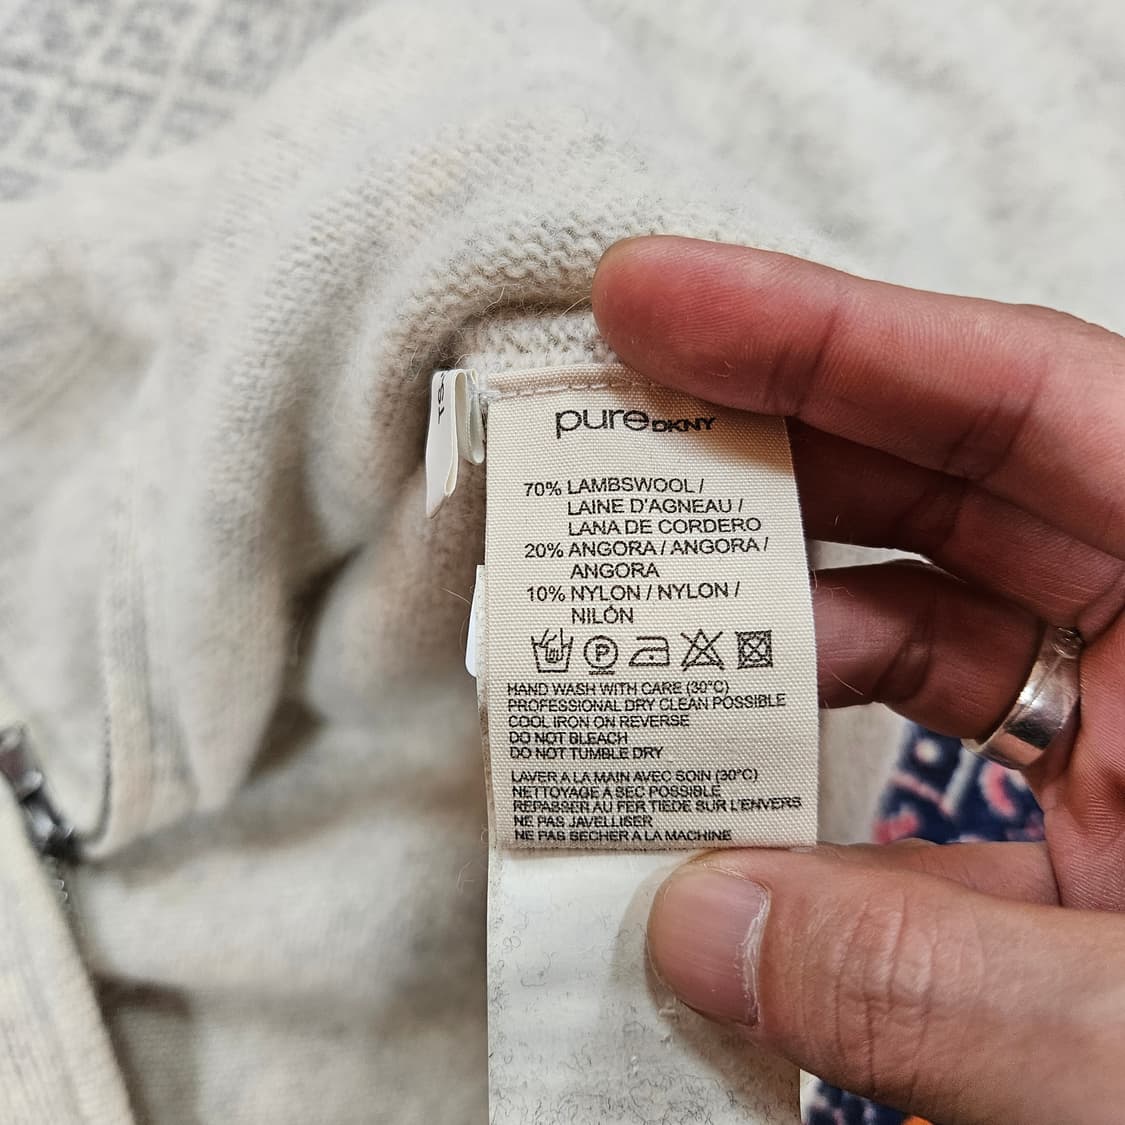 pure DKNY
70% LAMBSWOOL /
LAINE D'AGNEAU /
LANA DE CORDERO
20% ANGORA / ANGORA /
ANGORA
10% NYLON / NYLON /
NILÓN
P
HAND WASH WITH CARE (30°C)
PROFESSIONAL DRY CLEAN POSSIBLE
COOL IRON ON REVERSE
DO NOT BLEACH
DO NOT TUMBLE DRY
LAVER A LA MAIN AVEC SOIN (30°C)
NETTOYAGE A SEC POSSIBLE
REPASSER AU FER TIEDE SUR L'ENVERS
NE PAS JAVELLISER
NE PAS SECHER A LA MACHINE